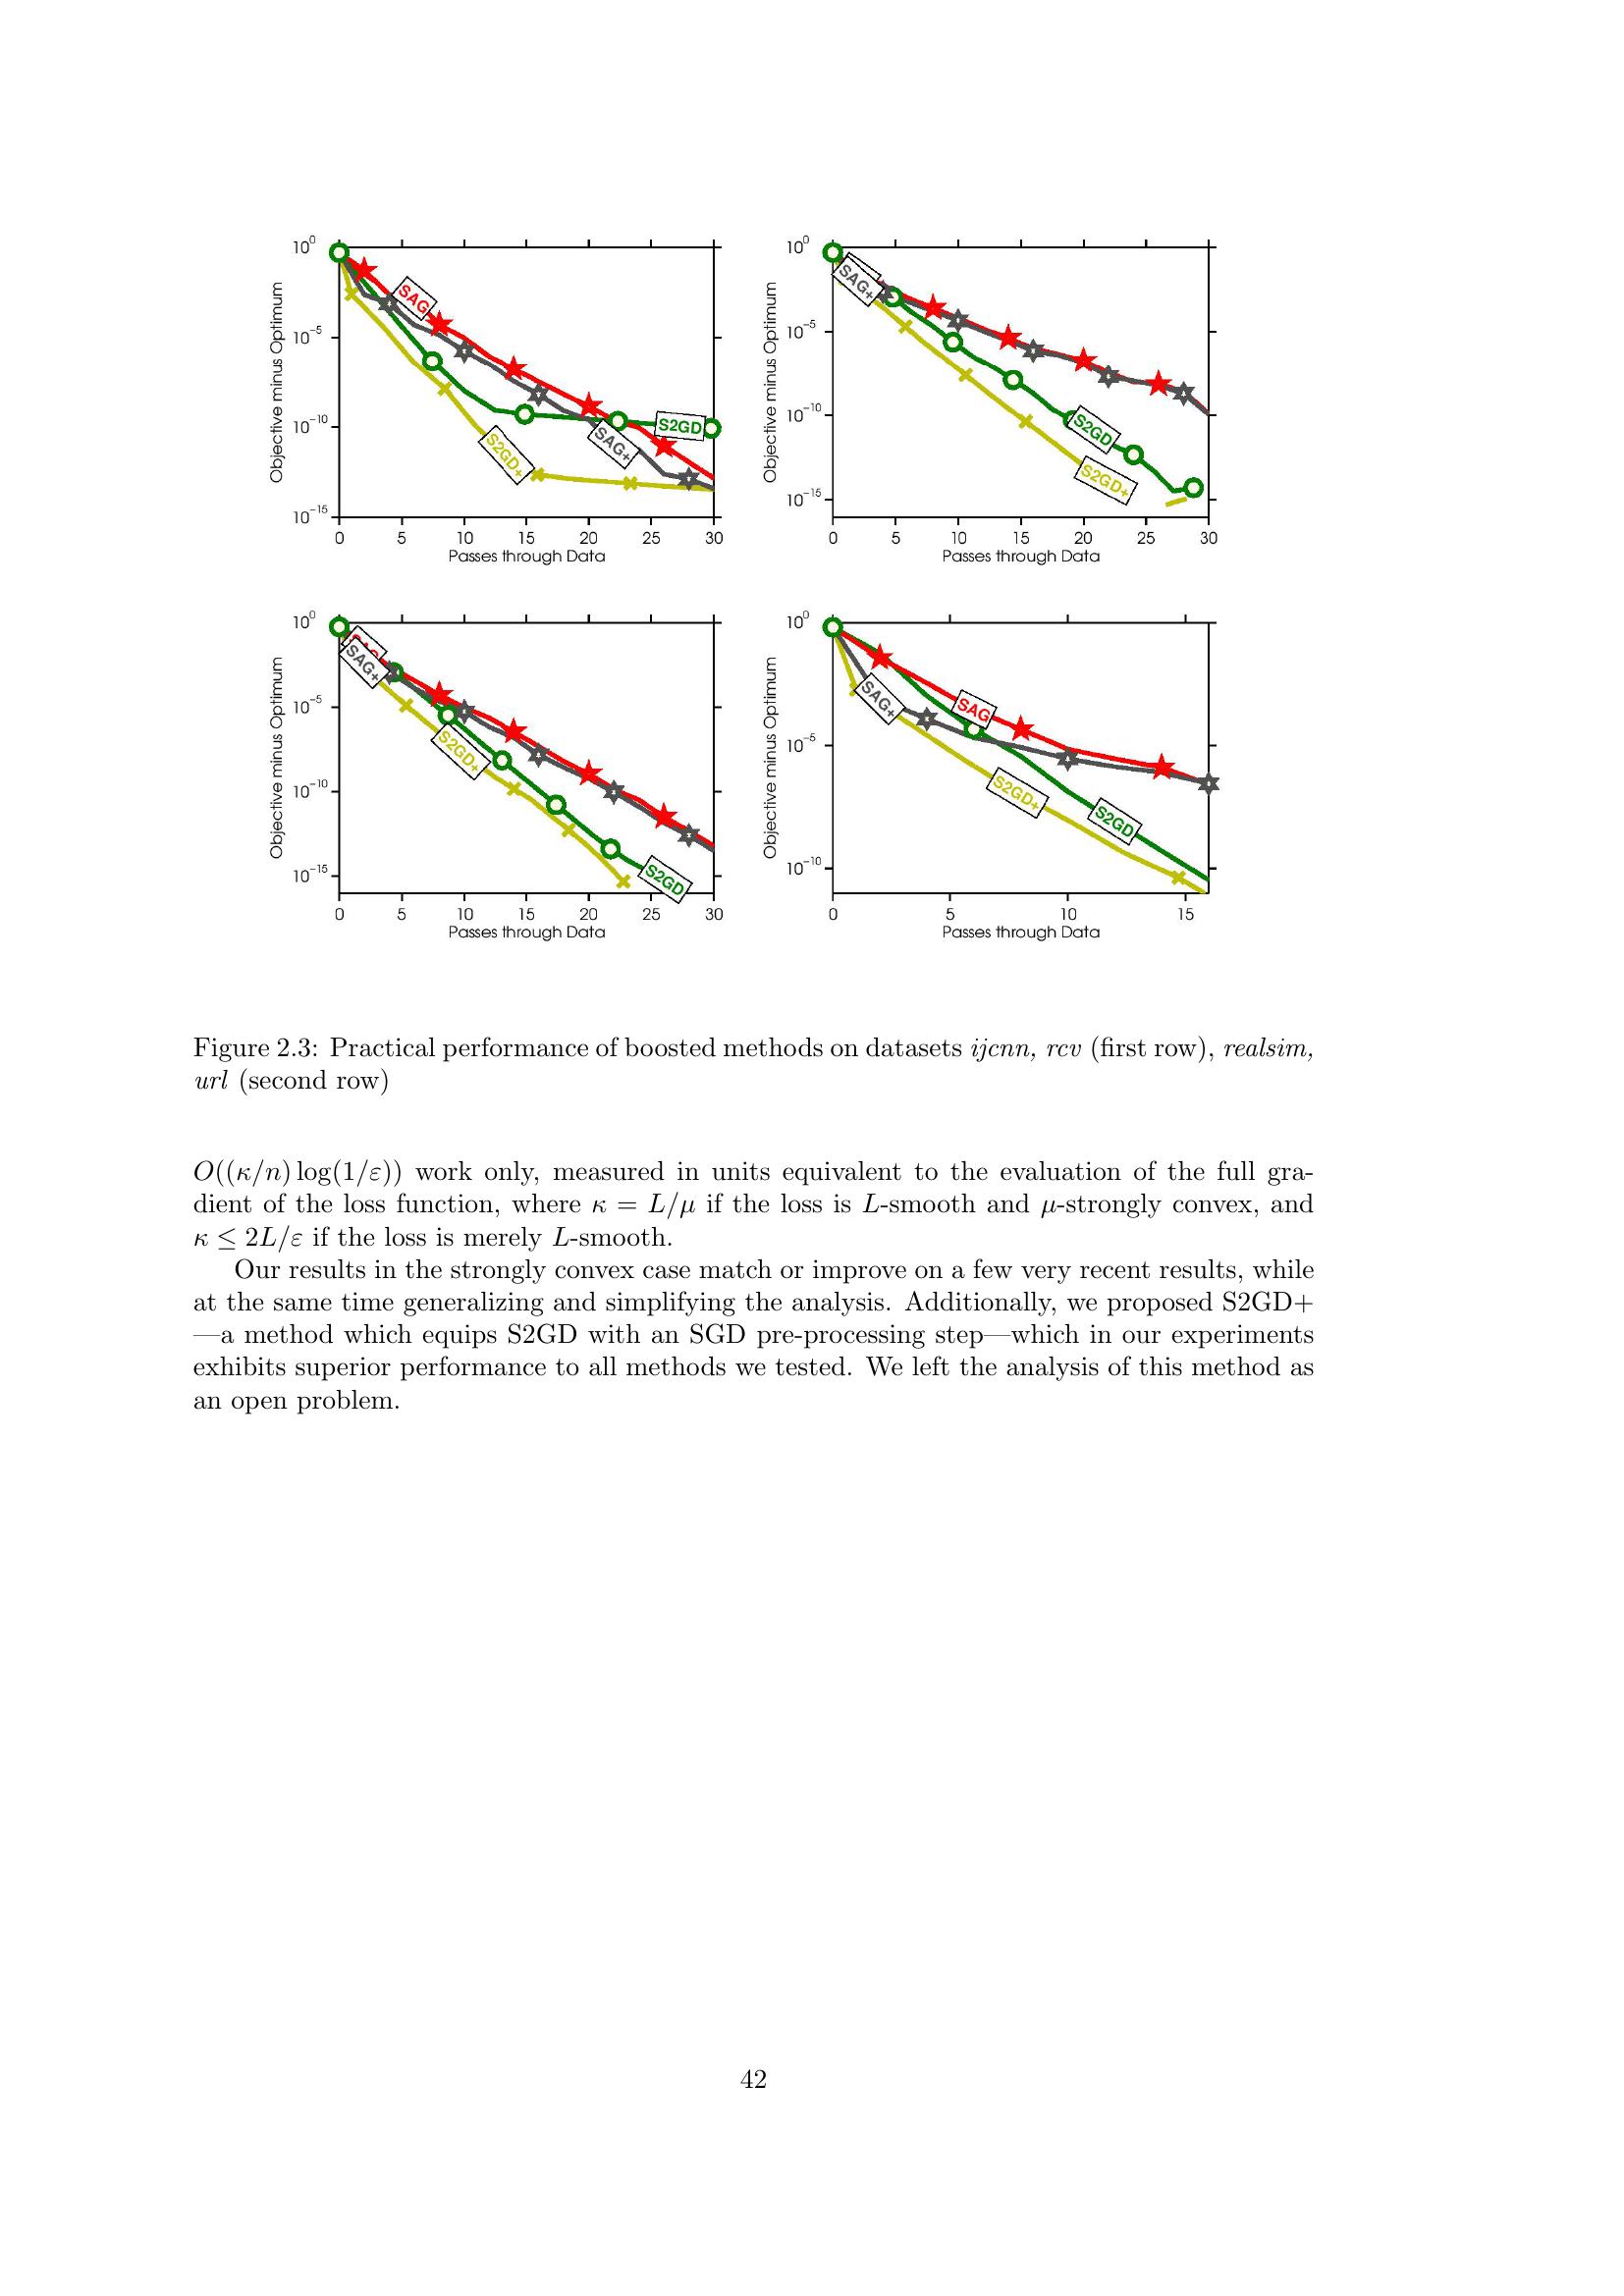 10^0
10^−5
10^−10
10^−15
Objective minus Optimum
SAG
S2GD
SAG+
S2GD+
0 5 10 15 20 25 30
Passes through Data
10^0
10^−5
10^−10
10^−15
Objective minus Optimum
SAG+
S2GD
S2GD+
0 5 10 15 20 25 30
Passes through Data
10^0
10^−5
10^−10
10^−15
Objective minus Optimum
SAG+
S2GD+
S2GD
0 5 10 15 20 25 30
Passes through Data
10^0
10^−5
10^−10
Objective minus Optimum
SAG+
SAG
S2GD+
S2GD
0 5 10 15
Passes through Data
Figure 2.3: Practical performance of boosted methods on datasets ijcnn, rcv (first row), realsim,
url (second row)
O((κ/n) log(1/ε)) work only, measured in units equivalent to the evaluation of the full gra-
dient of the loss function, where κ = L/μ if the loss is L-smooth and μ-strongly convex, and
κ ≤ 2L/ε if the loss is merely L-smooth.
Our results in the strongly convex case match or improve on a few very recent results, while
at the same time generalizing and simplifying the analysis. Additionally, we proposed S2GD+
—a method which equips S2GD with an SGD pre-processing step—which in our experiments
exhibits superior performance to all methods we tested. We left the analysis of this method as
an open problem.
42